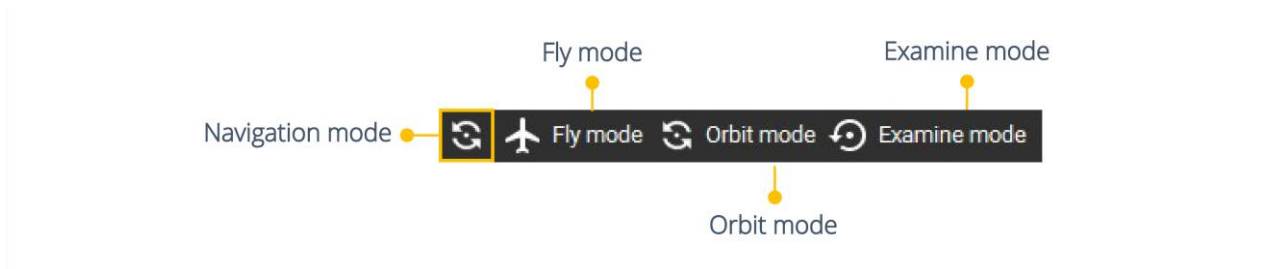 Fly mode
Examine mode
Navigation mode
Fly mode Orbit mode Examine mode
Orbit mode